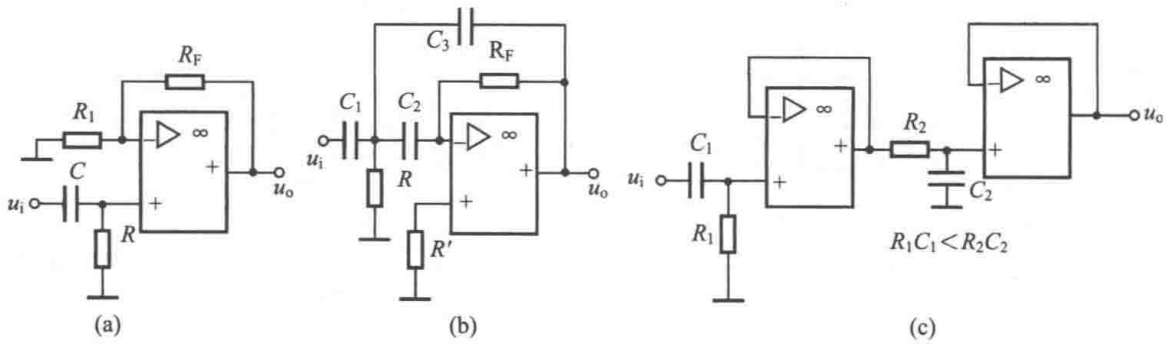 R_F
R_1
▷ ∞
−
+
C
u_i
+
u_o
R
(a)
C_3
R_F
C_1
C_2
▷ ∞
−
+
u_i
R
+
u_o
R′
(b)
▷ ∞
−
▷ ∞
−
u_o
R_2
+
C_1
u_i
+
C_2
R_1
R_1C_1<R_2C_2
(c)